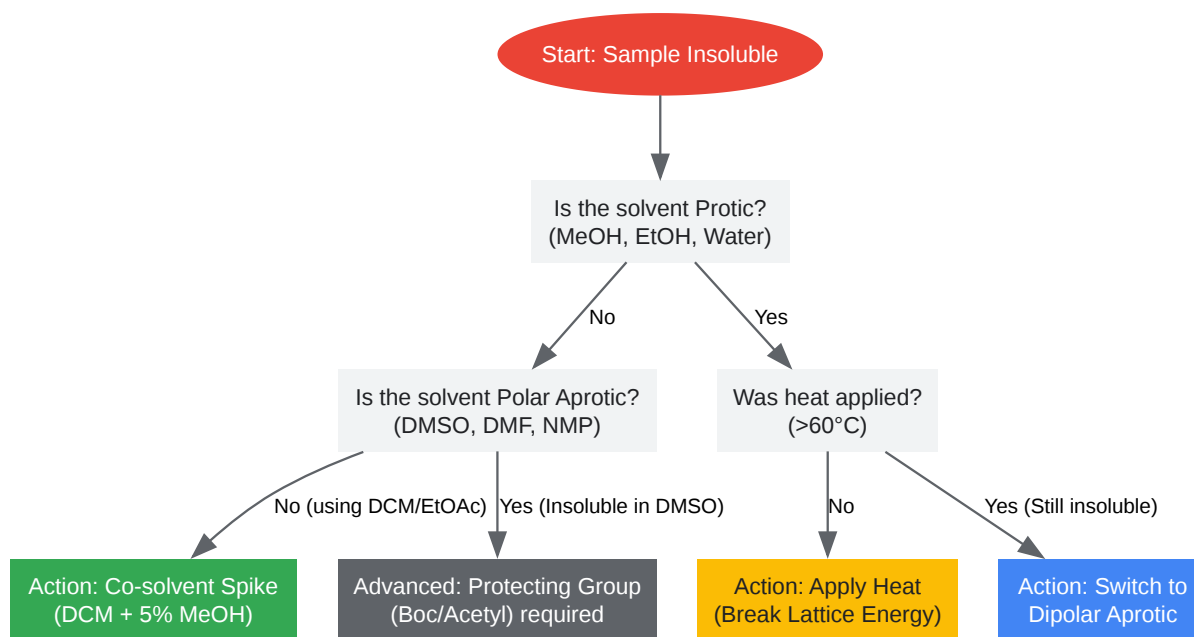 Start: Sample Insoluble
Is the solvent Protic?
(MeOH, EtOH, Water)
No
Yes
Is the solvent Polar Aprotic?
(DMSO, DMF, NMP)
Was heat applied?
(>60°C)
No (using DCM/EtOAc)
Yes (Insoluble in DMSO)
No
Yes (Still insoluble)
Action: Co-solvent Spike
(DCM + 5% MeOH)
Advanced: Protecting Group
(Boc/Acetyl) required
Action: Apply Heat
(Break Lattice Energy)
Action: Switch to
Dipolar Aprotic